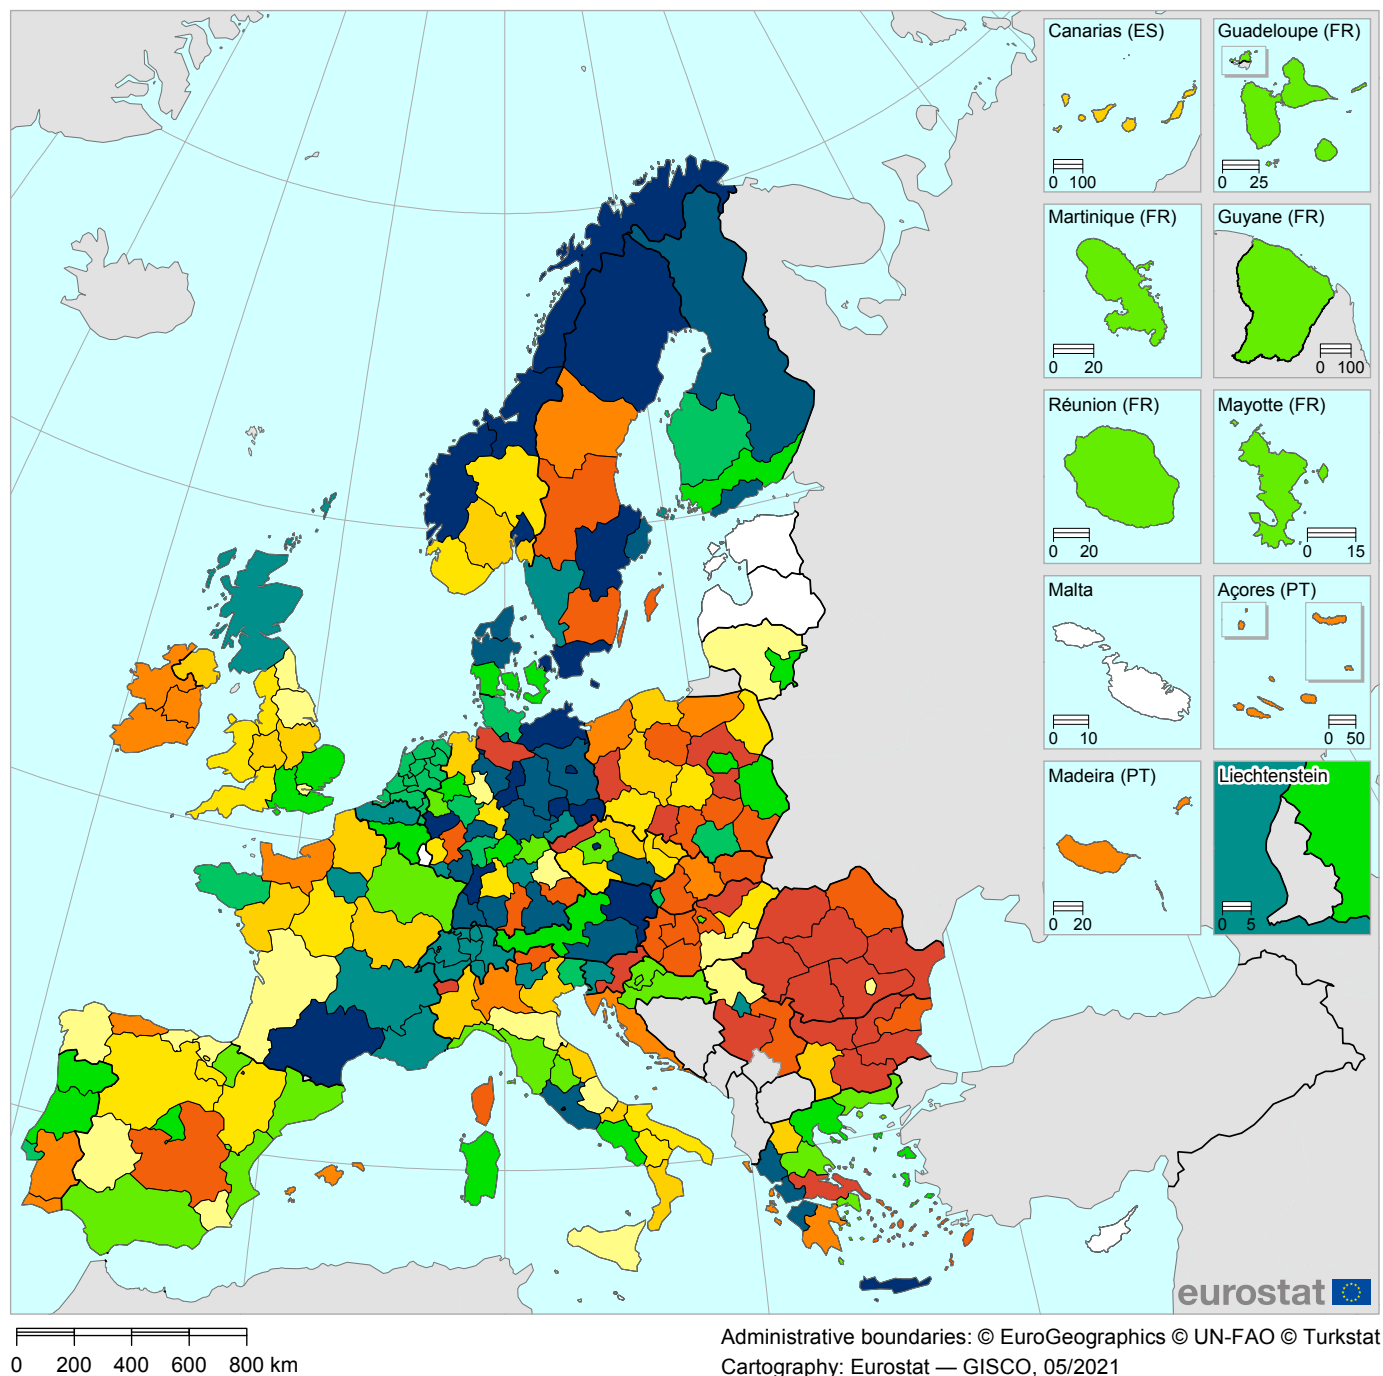 Canarias (ES)
0 100
Guadeloupe (FR)
0 25
Martinique (FR)
0 20
Guyane (FR)
0 100
Réunion (FR)
0 20
Mayotte (FR)
0 15
Malta
0 10
Açores (PT)
0 50
Madeira (PT)
0 20
Liechtenstein
0 5
eurostat
0 200 400 600 800 km
Administrative boundaries: © EuroGeographics © UN-FAO © Turkstat
Cartography: Eurostat — GISCO, 05/2021